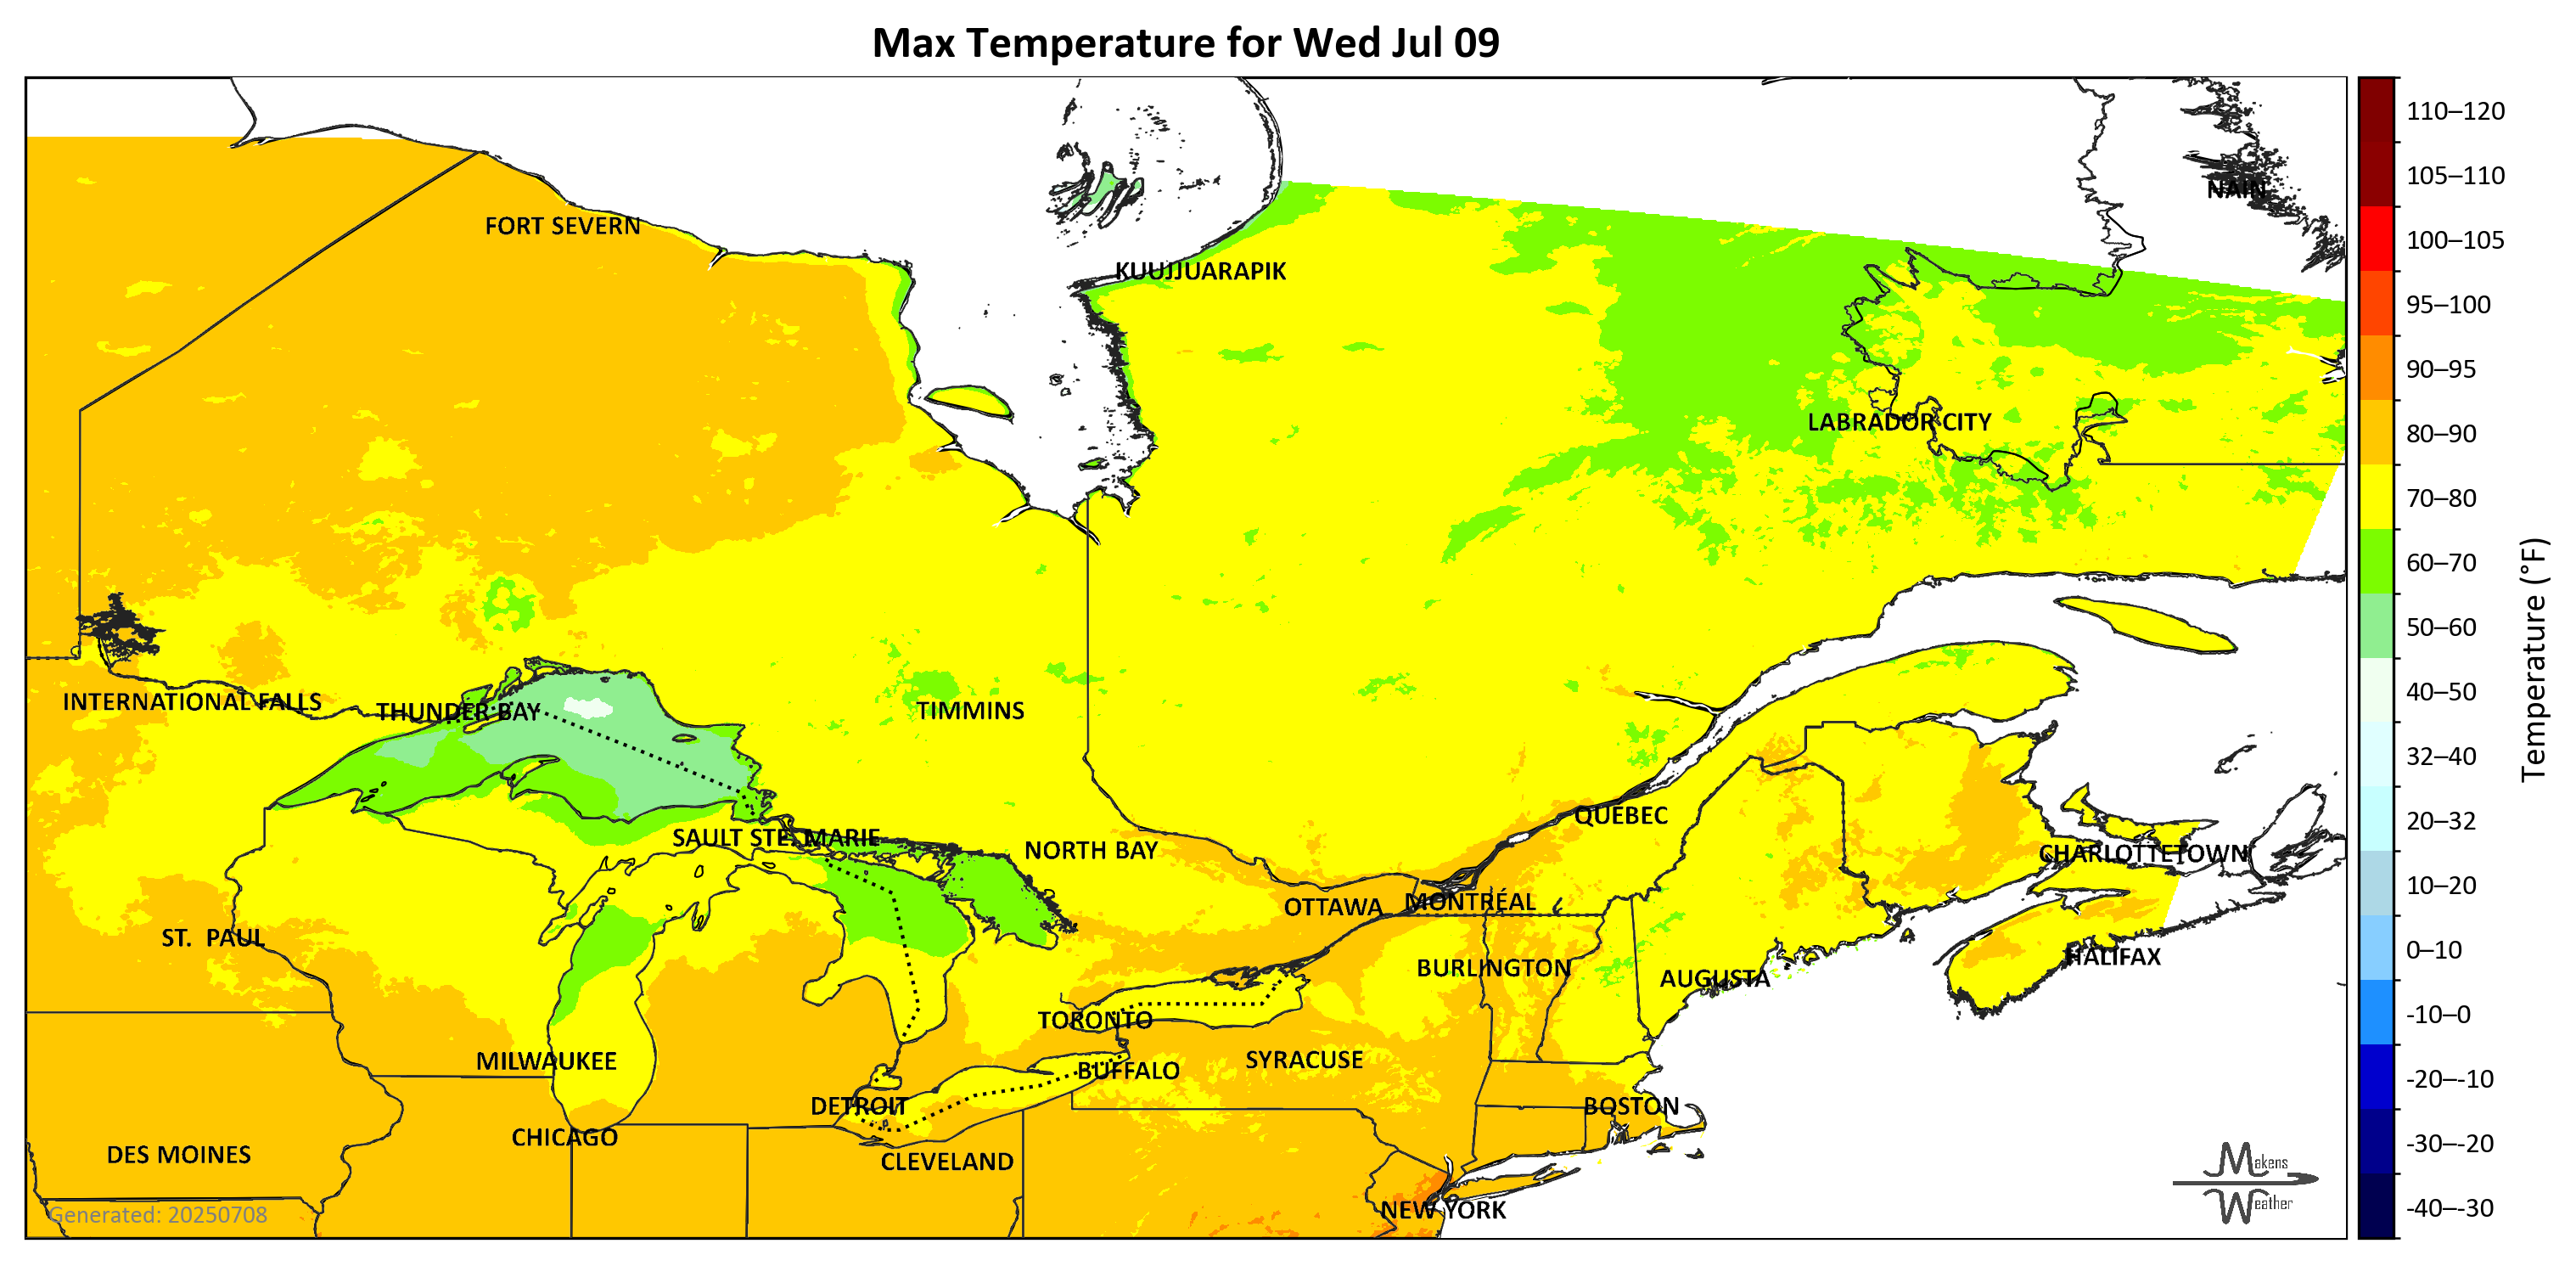 Max Temperature for Wed Jul 09
NAIN
FORT SEVERN
KUUJJUARAPIK
LABRADOR CITY
INTERNATIONAL FALLS
THUNDER BAY
TIMMINS
QUEBEC
SAULT STE. MARIE
NORTH BAY
CHARLOTTETOWN
OTTAWA
MONTRÉAL
ST. PAUL
HALIFAX
BURLINGTON
AUGUSTA
TORONTO
MILWAUKEE
SYRACUSE
BUFFALO
DETROIT
BOSTON
CHICAGO
DES MOINES
CLEVELAND
NEW YORK
Generated: 20250708
Makens
Weather
110–120
105–110
100–105
95–100
90–95
80–90
70–80
60–70
50–60
40–50
32–40
20–32
10–20
0–10
-10–0
-20–-10
-30–-20
-40–-30
Temperature (°F)